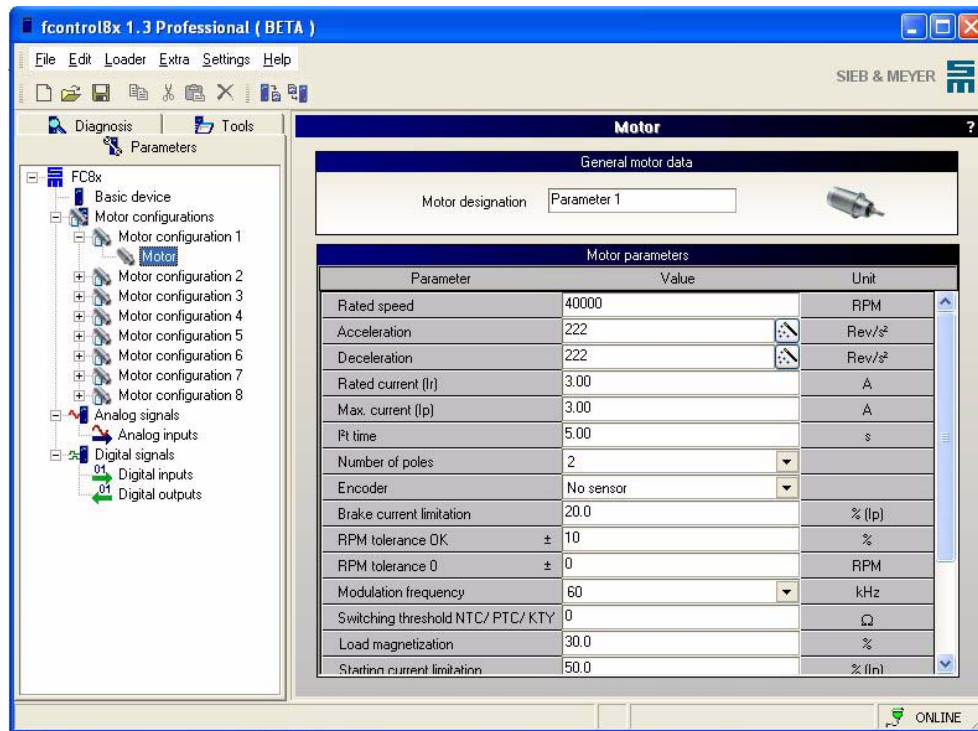 fcontrol8x 1.3 Professional ( BETA )
File Edit Loader Extra Settings Help
SIEB & MEYER
Diagnosis Tools
Parameters
FC8x
Basic device
Motor configurations
Motor configuration 1
Motor
Motor configuration 2
Motor configuration 3
Motor configuration 4
Motor configuration 5
Motor configuration 6
Motor configuration 7
Motor configuration 8
Analog signals
Analog inputs
Digital signals
01 Digital inputs
01 Digital outputs
Motor ?
General motor data
Motor designation Parameter 1
Motor parameters
Parameter Value Unit
Rated speed 40000 RPM
Acceleration 222 Rev/s²
Deceleration 222 Rev/s²
Rated current (Ir) 3.00 A
Max. current (Ip) 3.00 A
I²t time 5.00 s
Number of poles 2
Encoder No sensor
Brake current limitation 20.0 % (Ip)
RPM tolerance OK ± 10 %
RPM tolerance 0 ± 0 RPM
Modulation frequency 60 kHz
Switching threshold NTC/ PTC/ KTY 0 Ω
Load magnetization 30.0 %
Starting current limitation 50.0 % (Ip)
ONLINE